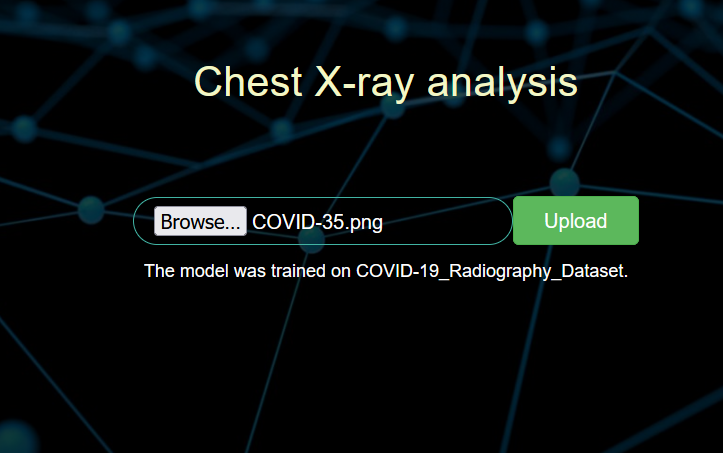 Chest X-ray analysis
Browse... COVID-35.png Upload
The model was trained on COVID-19_Radiography_Dataset.